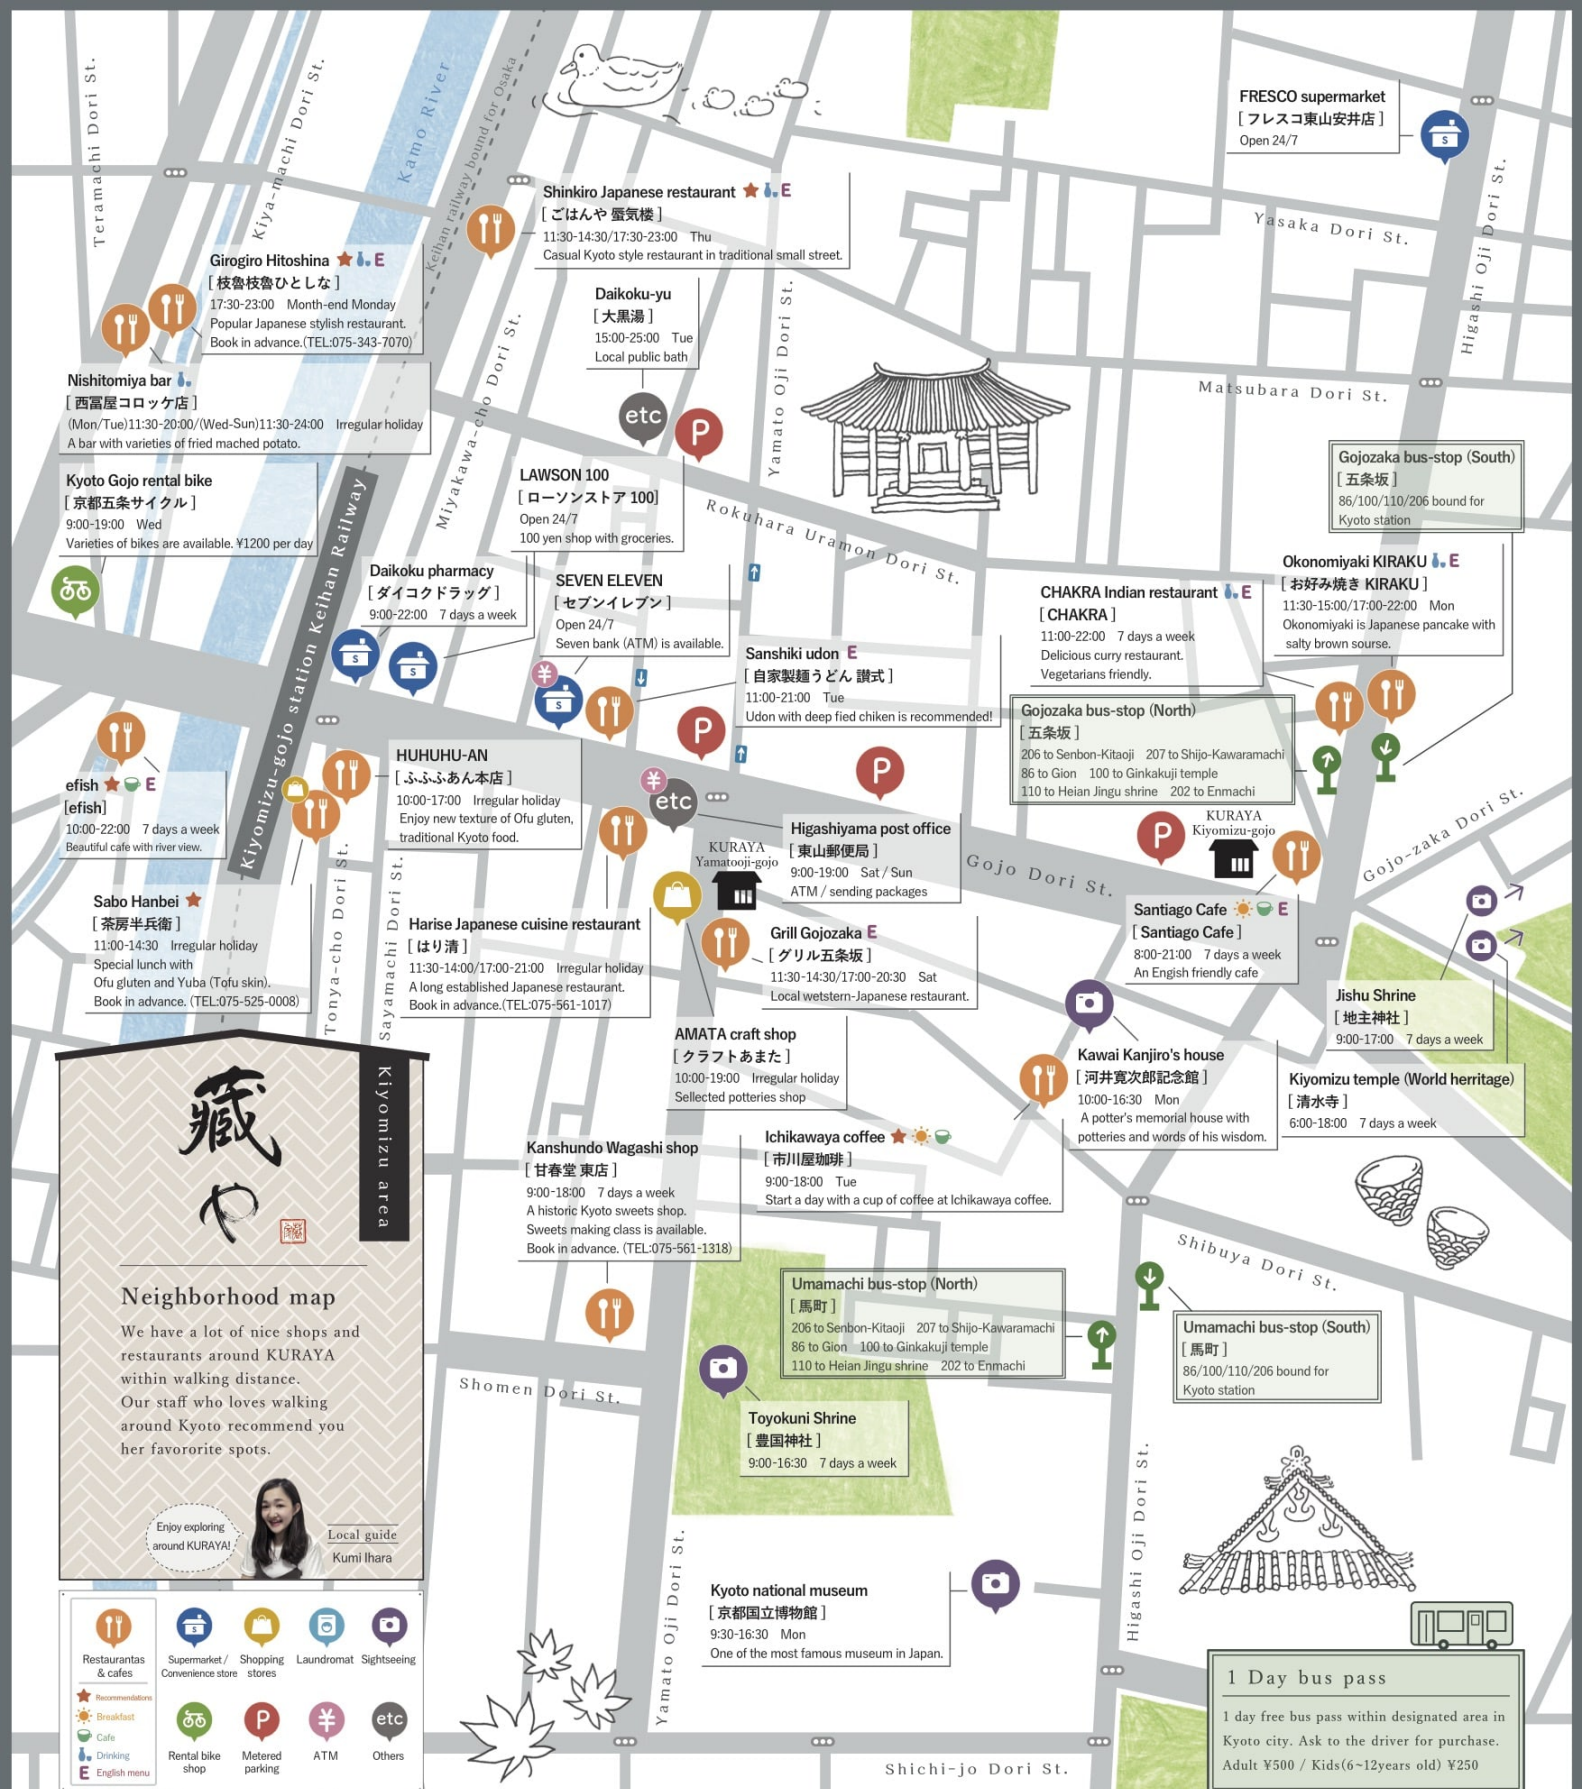 Teramachi Dori St.
Kiya-machi Dori St.
Kamo River
Keihan railway bound for Osaka
FRESCO supermarket
[ フレスコ東山安井店 ]
Open 24/7
Shinkiro Japanese restaurant E
[ ごはんや 蜃気楼 ]
11:30-14:30/17:30-23:00 Thu
Casual Kyoto style restaurant in traditional small street.
Yasaka Dori St.
Higashi Oji Dori St.
Girogiro Hitoshina E
[ 枝魯枝魯ひとしな ]
17:30-23:00 Month-end Monday
Popular Japanese stylish restaurant.
Book in advance.(TEL:075-343-7070)
Daikoku-yu
[ 大黒湯 ]
15:00-25:00 Tue
Local public bath
etc
P
Yamato Oji Dori St.
Miyakawa-cho Dori St.
Matsubara Dori St.
Nishitomiya bar
[ 西冨屋コロッケ店 ]
(Mon/Tue)11:30-20:00/(Wed-Sun)11:30-24:00 Irregular holiday
A bar with varieties of fried mached potato.
Kyoto Gojo rental bike
[ 京都五条サイクル ]
9:00-19:00 Wed
Varieties of bikes are available. ¥1200 per day
LAWSON 100
[ ローソンストア 100]
Open 24/7
100 yen shop with groceries.
Rokuhara Uramon Dori St.
Gojozaka bus-stop (South)
[ 五条坂 ]
86/100/110/206 bound for
Kyoto station
Kiyomizu-gojo station Keihan Railway
Daikoku pharmacy
[ ダイコクドラッグ ]
9:00-22:00 7 days a week
S
S
SEVEN ELEVEN
[ セブンイレブン ]
Open 24/7
Seven bank (ATM) is available.
¥
S
Sanshiki udon E
[ 自家製麺うどん 讃式 ]
11:00-21:00 Tue
Udon with deep fied chiken is recommended!
CHAKRA Indian restaurant E
[ CHAKRA ]
11:00-22:00 7 days a week
Delicious curry restaurant.
Vegetarians friendly.
Okonomiyaki KIRAKU E
[ お好み焼き KIRAKU ]
11:30-15:00/17:00-22:00 Mon
Okonomiyaki is Japanese pancake with
salty brown sourse.
Gojozaka bus-stop (North)
[ 五条坂 ]
206 to Senbon-Kitaoji 207 to Shijo-Kawaramachi
86 to Gion 100 to Ginkakuji temple
110 to Heian Jingu shrine 202 to Enmachi
P
P
efish E
[efish]
10:00-22:00 7 days a week
Beautiful cafe with river view.
HUHUHU-AN
[ ふふふあん本店 ]
10:00-17:00 Irregular holiday
Enjoy new texture of Ofu gluten,
traditional Kyoto food.
¥
etc
Higashiyama post office
[ 東山郵便局 ]
9:00-19:00 Sat / Sun
ATM / sending packages
Gojo Dori St.
P
KURAYA
Kiyomizu-gojo
Gojo-zaka Dori St.
KURAYA
Yamatooji-gojo
Sabo Hanbei
[ 茶房半兵衛 ]
11:00-14:30 Irregular holiday
Special lunch with
Ofu gluten and Yuba (Tofu skin).
Book in advance. (TEL:075-525-0008)
Tonya-cho Dori St.
Sayamachi Dori St.
Harise Japanese cuisine restaurant
[ はり清 ]
11:30-14:00/17:00-21:00 Irregular holiday
A long established Japanese restaurant.
Book in advance.(TEL:075-561-1017)
Grill Gojozaka E
[ グリル五条坂 ]
11:30-14:30/17:00-20:30 Sat
Local wetstern-Japanese restaurant.
Santiago Cafe E
[ Santiago Cafe ]
8:00-21:00 7 days a week
An Engish friendly cafe
Jishu Shrine
[ 地主神社 ]
9:00-17:00 7 days a week
AMATA craft shop
[ クラフトあまた ]
10:00-19:00 Irregular holiday
Sellected potteries shop
Kawai Kanjiro's house
[ 河井寛次郎記念館 ]
10:00-16:30 Mon
A potter's memorial house with
potteries and words of his wisdom.
Kiyomizu temple (World herritage)
[ 清水寺 ]
6:00-18:00 7 days a week
Kanshundo Wagashi shop
[ 甘春堂 東店 ]
9:00-18:00 7 days a week
A historic Kyoto sweets shop.
Sweets making class is available.
Book in advance. (TEL:075-561-1318)
Ichikawaya coffee
[ 市川屋珈琲 ]
9:00-18:00 Tue
Start a day with a cup of coffee at Ichikawaya coffee.
Shibuya Dori St.
Umamachi bus-stop (North)
[ 馬町 ]
206 to Senbon-Kitaoji 207 to Shijo-Kawaramachi
86 to Gion 100 to Ginkakuji temple
110 to Heian Jingu shrine 202 to Enmachi
Umamachi bus-stop (South)
[ 馬町 ]
86/100/110/206 bound for
Kyoto station
Shomen Dori St.
Toyokuni Shrine
[ 豊国神社 ]
9:00-16:30 7 days a week
Yamato Oji Dori St.
Higashi Oji Dori St.
Kyoto national museum
[ 京都国立博物館 ]
9:30-16:30 Mon
One of the most famous museum in Japan.
Shichi-jo Dori St.
1 Day bus pass
1 day free bus pass within designated area in
Kyoto city. Ask to the driver for purchase.
Adult ¥500 / Kids(6~12years old) ¥250
Kiyomizu area
藏や
Neighborhood map
We have a lot of nice shops and
restaurants around KURAYA
within walking distance.
Our staff who loves walking
around Kyoto recommend you
her favororite spots.
Enjoy exploring
around KURAYA!
Local guide
Kumi Ihara
Restaurantas
& cafes
Recommendations
Breakfast
Cafe
Drinking
E English menu
S
Supermarket /
Convenience store
Shopping
stores
Laundromat
Sightseeing
Rental bike
shop
P
Metered
parking
¥
ATM
etc
Others